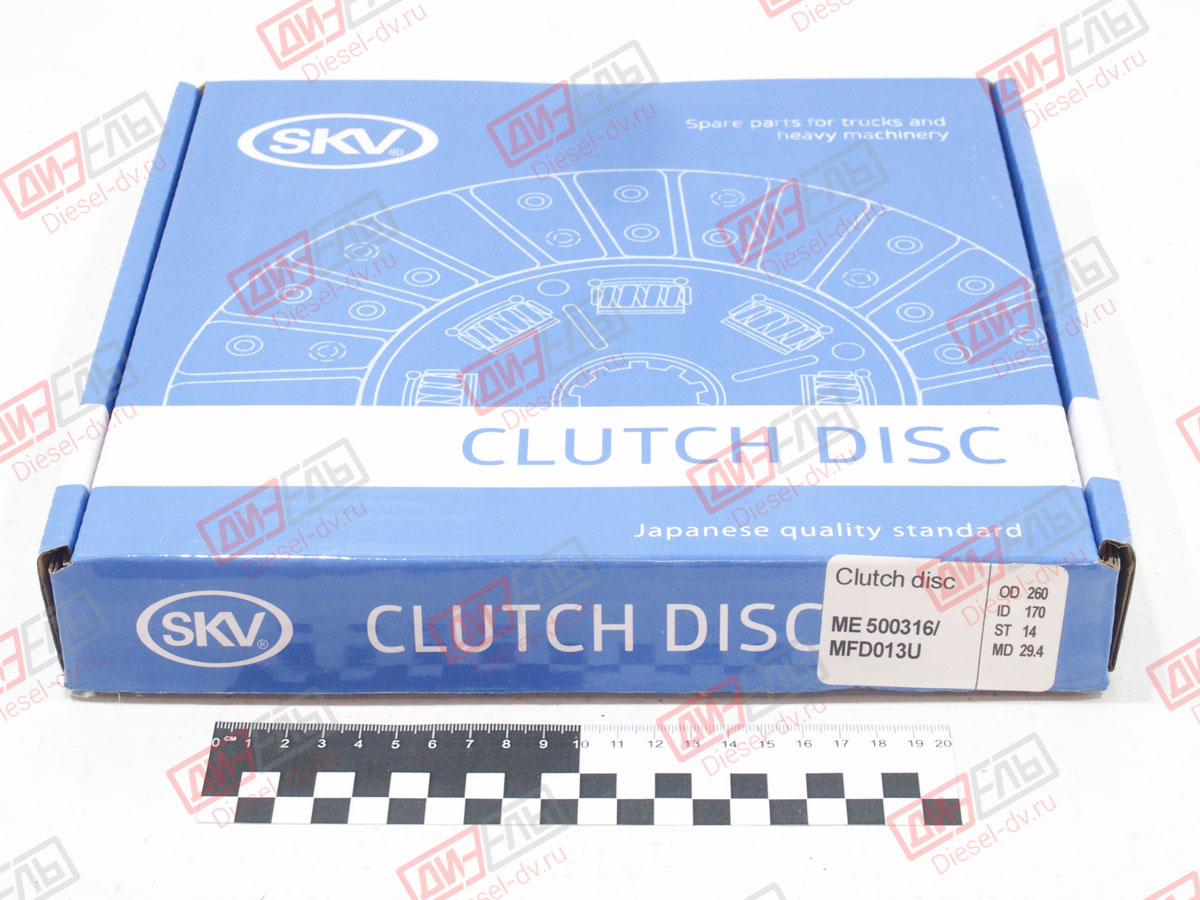 SKV®
Spare parts for trucks and
heavy machinery
CLUTCH DISC
Japanese quality standard
SKV®
CLUTCH DISC
Clutch disc
ME 500316/
MFD013U
OD 260
ID 170
ST 14
MD 29.4
0 CM 1 2 3 4 5 6 7 8 9 10 11 12 13 14 15 16 17 18 19 20
ДИЗЕЛЬ
Diesel-dv.ru